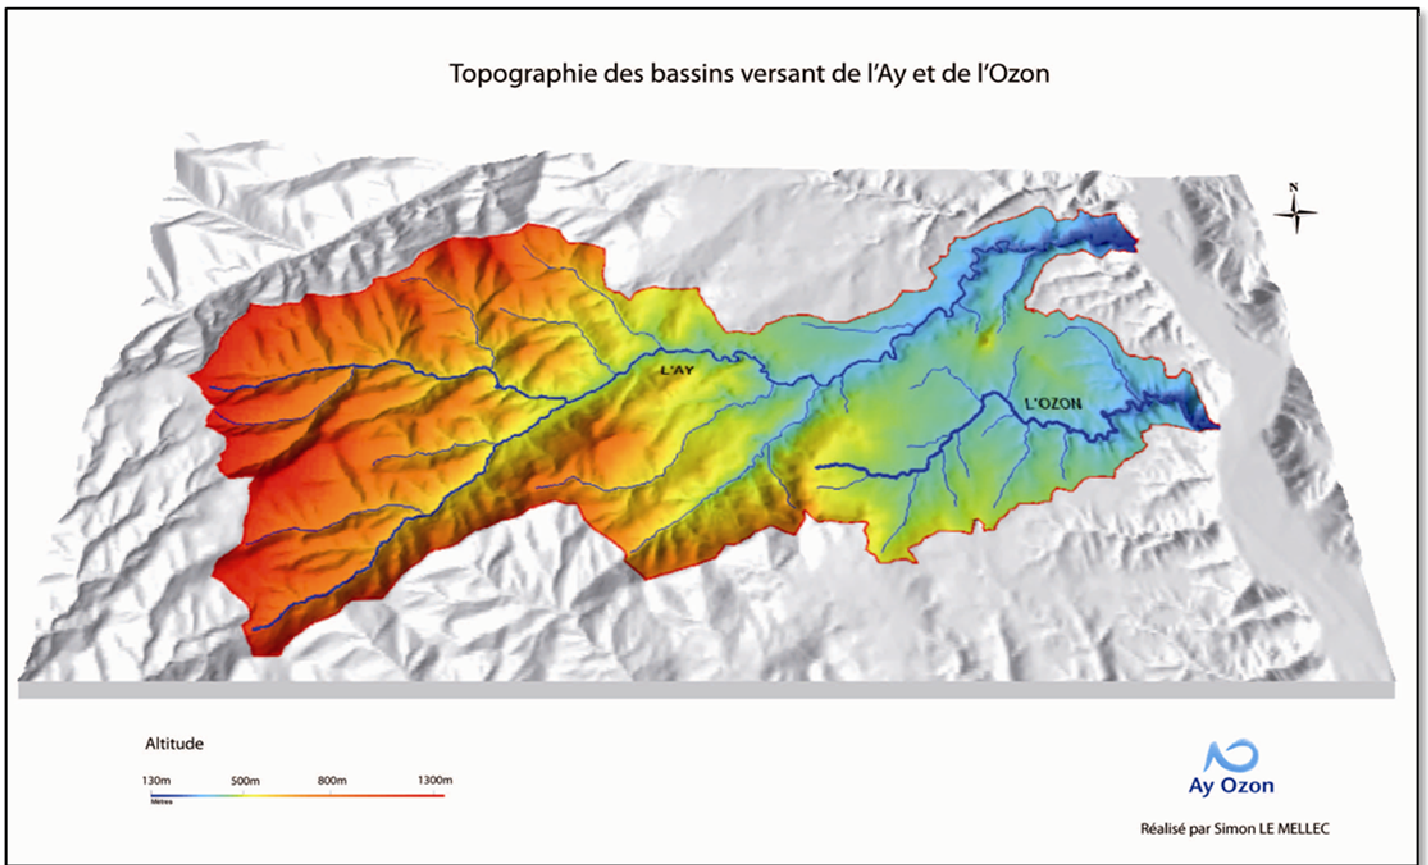 Topographie des bassins versant de l'Ay et de l'Ozon
N
L'AY
L'OZON
Altitude
130m 500m 800m 1300m
Mètres
Ay Ozon
Réalisé par Simon LE MELLEC